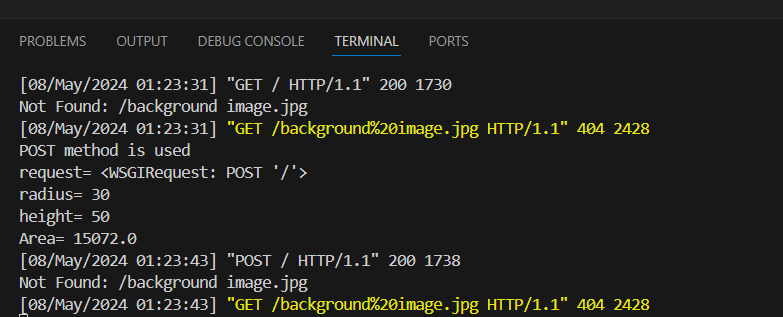 PROBLEMS OUTPUT DEBUG CONSOLE TERMINAL PORTS
[08/May/2024 01:23:31] "GET / HTTP/1.1" 200 1730
Not Found: /background image.jpg
[08/May/2024 01:23:31] "GET /background%20image.jpg HTTP/1.1" 404 2428
POST method is used
request= <WSGIRequest: POST '/'>
radius= 30
height= 50
Area= 15072.0
[08/May/2024 01:23:43] "POST / HTTP/1.1" 200 1738
Not Found: /background image.jpg
[08/May/2024 01:23:43] "GET /background%20image.jpg HTTP/1.1" 404 2428